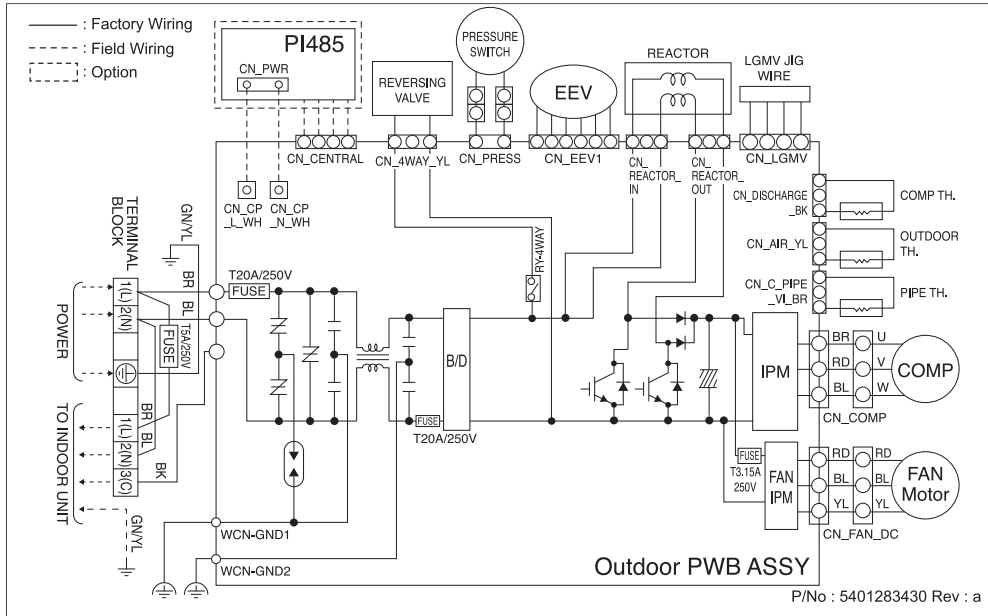 : Factory Wiring
: Field Wiring
: Option
PI485
CN_PWR
REVERSING
VALVE
PRESSURE
SWITCH
EEV
REACTOR
LGMV JIG
WIRE
CN_CENTRAL
CN_4WAY_YL
CN_PRESS
CN_EEV1
CN_
REACTOR_
IN
CN_
REACTOR_
OUT
CN_LGMV
CN_CP
_L_WH
CN_CP
_N_WH
CN_DISCHARGE
_BK
COMP TH.
CN_AIR_YL
OUTDOOR
TH.
CN_C_PIPE
_VI_BR
PIPE TH.
TERMINAL
BLOCK
GN/YL
POWER
1(L)
2(N)
BR
BL
T5A/250V
FUSE
T20A/250V
FUSE
RY-4WAY
B/D
FUSE
T20A/250V
IPM
BR
RD
BL
U
V
W
COMP
CN_COMP
TO INDOOR UNIT
1(L)
2(N)
3(C)
BR
BL
BK
GN/YL
FUSE
T3.15A
250V
FAN
IPM
RD
BL
YL
RD
BL
YL
FAN
Motor
CN_FAN_DC
WCN-GND1
WCN-GND2
Outdoor PWB ASSY
P/No : 5401283430 Rev : a